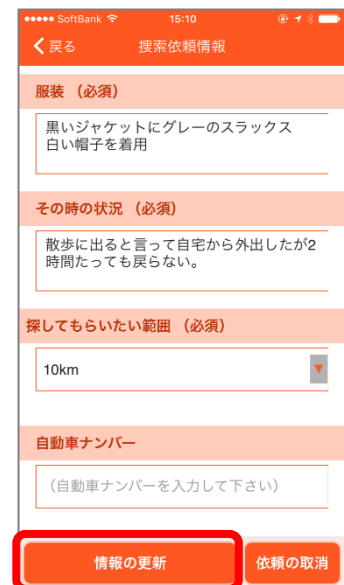 SoftBank 15:10
戻る 捜索依頼情報
服装 （必須）
黒いジャケットにグレーのスラックス
白い帽子を着用
その時の状況 （必須）
散歩に出ると言って自宅から外出したが2
時間たっても戻らない。
探してもらいたい範囲 （必須）
10km
自動車ナンバー
（自動車ナンバーを入力して下さい）
情報の更新 依頼の取消